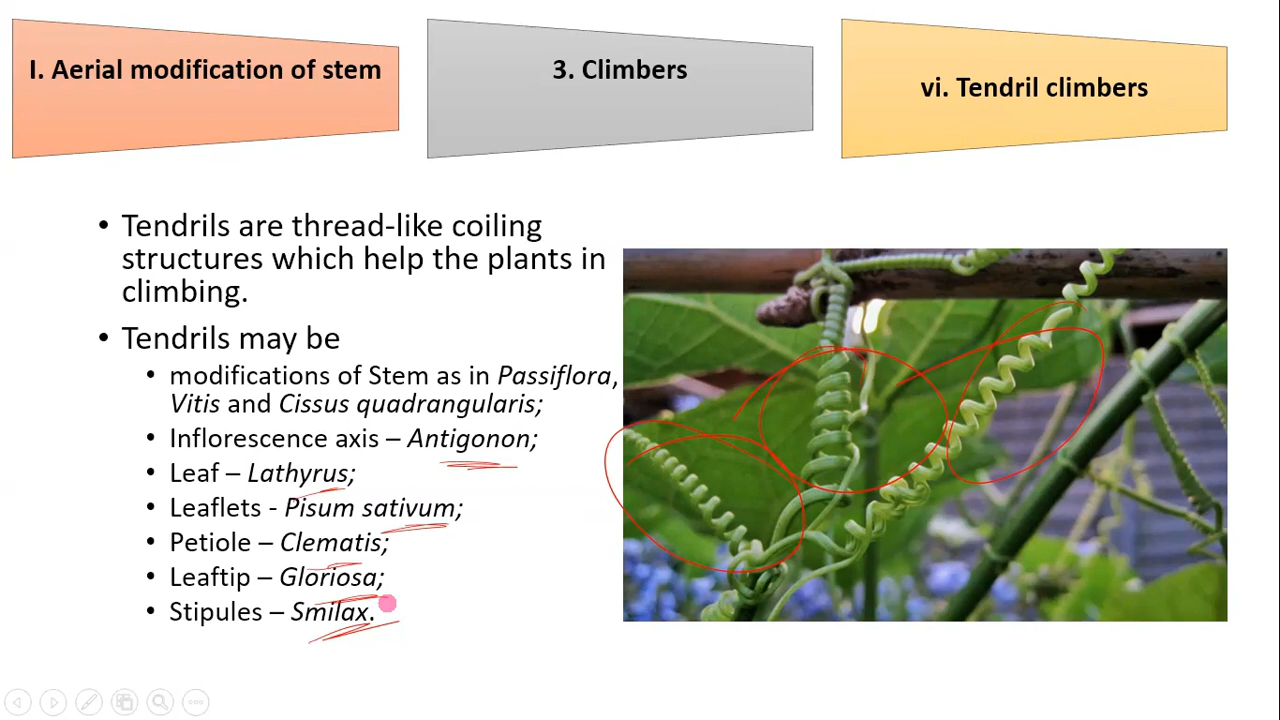 I. Aerial modification of stem
3. Climbers
vi. Tendril climbers
• Tendrils are thread-like coiling
structures which help the plants in
climbing.
• Tendrils may be
• modifications of Stem as in Passiflora,
Vitis and Cissus quadrangularis;
• Inflorescence axis – Antigonon;
• Leaf – Lathyrus;
• Leaflets - Pisum sativum;
• Petiole – Clematis;
• Leaftip – Gloriosa;
• Stipules – Smilax.